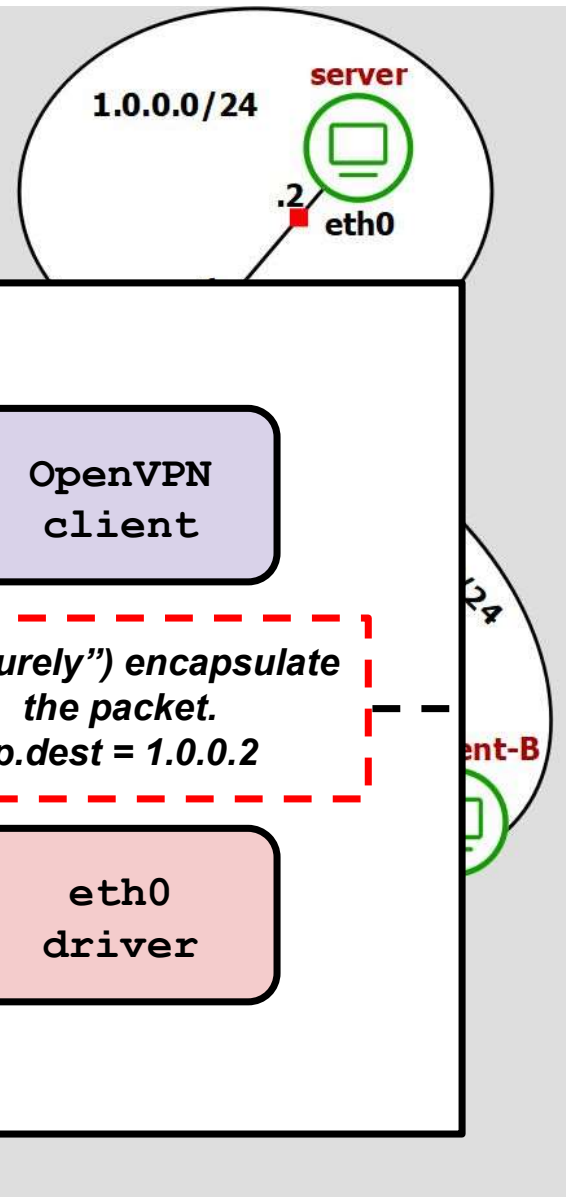 server
1.0.0.0/24
.2
eth0
OpenVPN
client
/24
urely”) encapsulate
the packet.
p.dest = 1.0.0.2
ent-B
eth0
driver